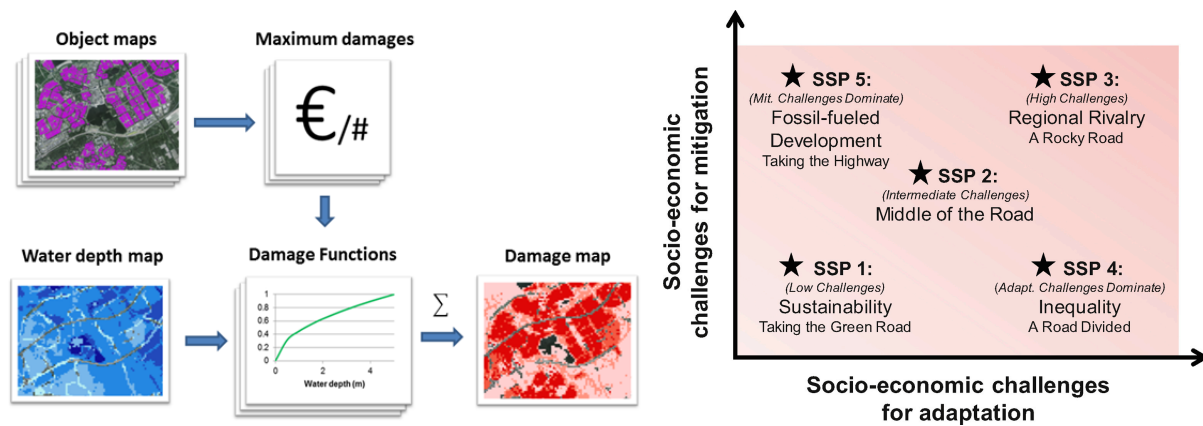 Object maps
Maximum damages
€/#
Water depth map
Damage Functions
Damage map
1
0.8
0.6
0.4
0.2
0
0 2 4
Water depth (m)
∑
Socio-economic
challenges for mitigation
SSP 5:
(Mit. Challenges Dominate)
Fossil-fueled
Development
Taking the Highway
SSP 3:
(High Challenges)
Regional Rivalry
A Rocky Road
SSP 2:
(Intermediate Challenges)
Middle of the Road
SSP 1:
(Low Challenges)
Sustainability
Taking the Green Road
SSP 4:
(Adapt. Challenges Dominate)
Inequality
A Road Divided
Socio-economic challenges
for adaptation